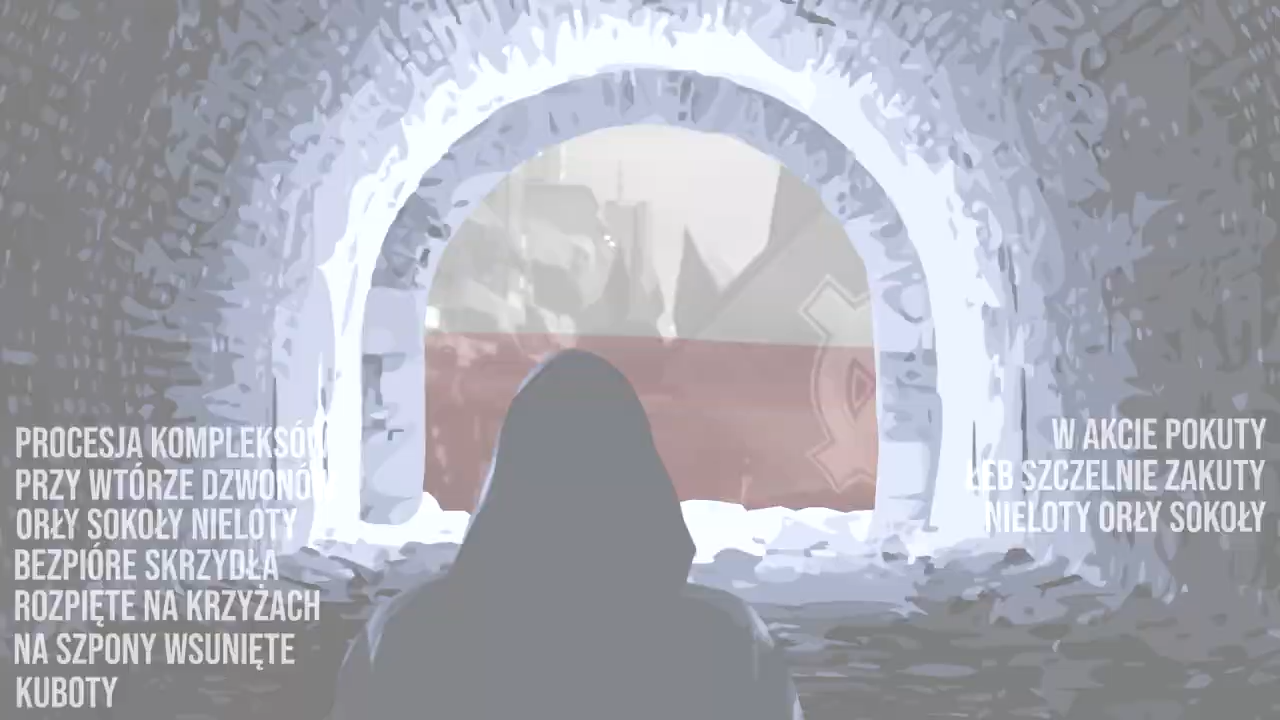 PROCESJA KOMPLEKSÓW
PRZY WTÓRZE DZWONÓW
ORŁY SOKOŁY NIELOTY
BEZPIÓRE SKRZYDŁA
ROZPIĘTE NA KRZYŻACH
NA SZPONY WSUNIĘTE
KUBOTY
W AKCIE POKUTY
ŁEB SZCZELNIE ZAKUTY
NIELOTY ORŁY SOKOŁY